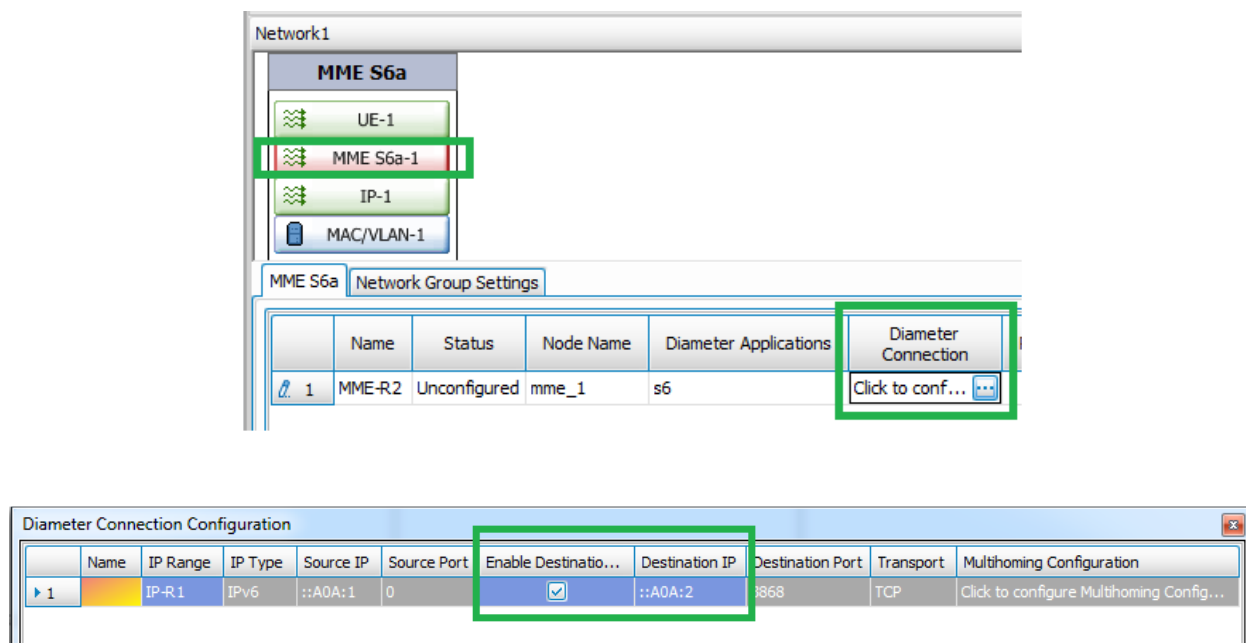 Network1
MME S6a
UE-1
MME S6a-1
IP-1
MAC/VLAN-1
MME S6a Network Group Settings
Name Status Node Name Diameter Applications Diameter Connection
1 MME-R2 Unconfigured mme_1 s6 Click to conf... ...
Diameter Connection Configuration
Name IP Range IP Type Source IP Source Port Enable Destinatio... Destination IP Destination Port Transport Multihoming Configuration
1 IP-R1 IPv6 ::A0A:1 0 ::A0A:2 3868 TCP Click to configure Multihoming Config...